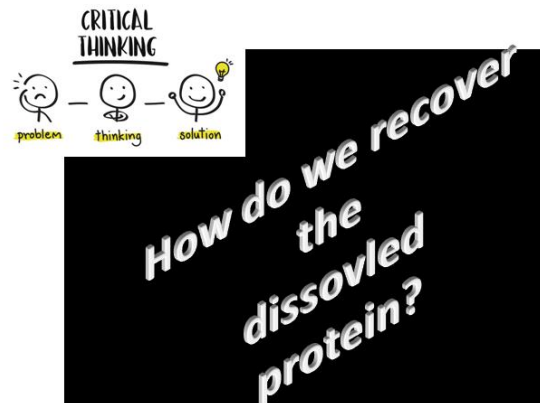 CRITICAL
THINKING
problem thinking solution
How do we recover
the
dissovled
protein?